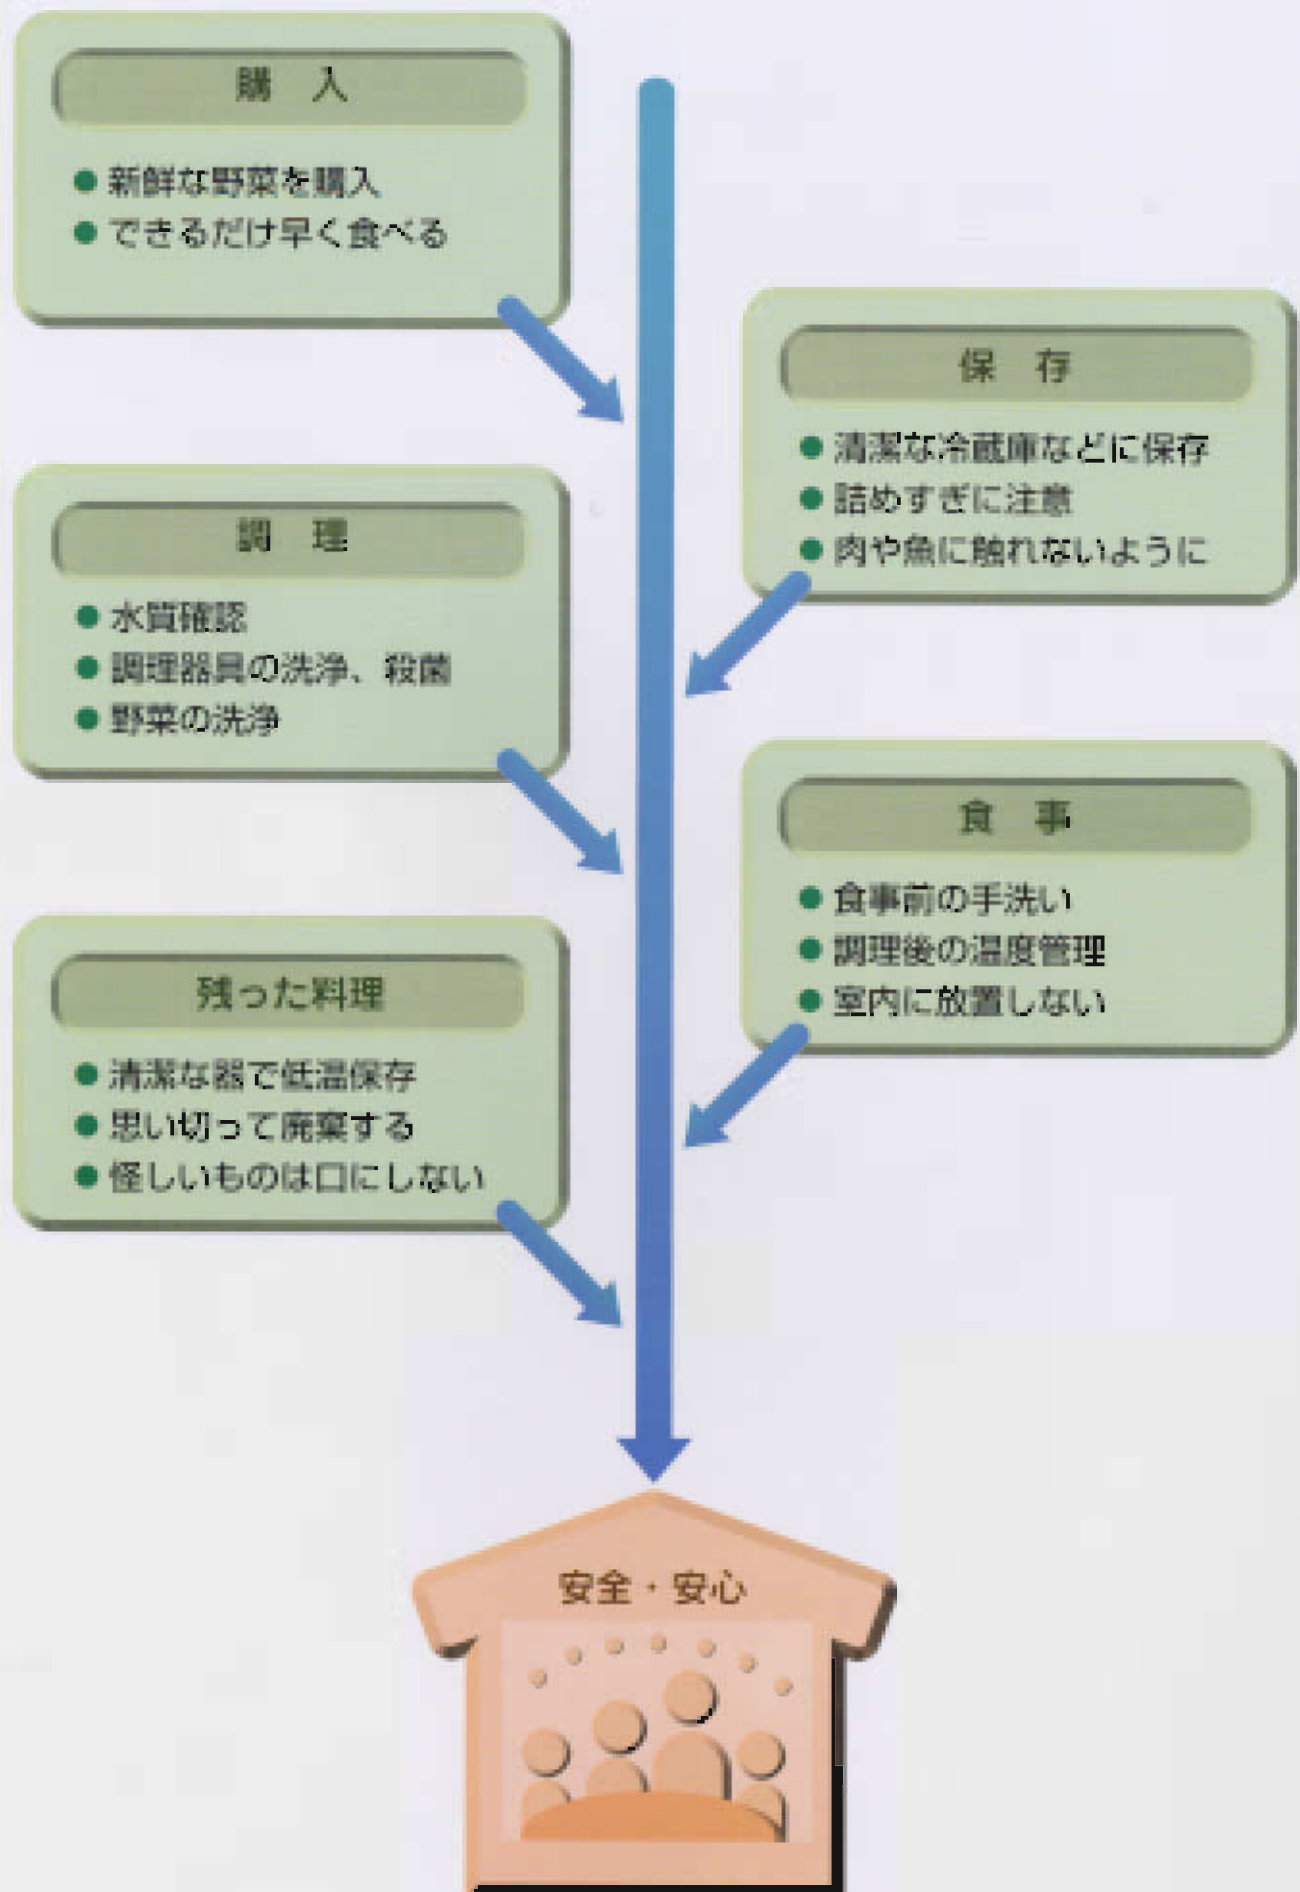 購 入
● 新鮮な野菜を購入
● できるだけ早く食べる
保 存
● 清潔な冷蔵庫などに保存
● 詰めすぎに注意
● 肉や魚に触れないように
調 理
● 水質確認
● 調理器具の洗浄、殺菌
● 野菜の洗浄
食 事
● 食事前の手洗い
● 調理後の温度管理
● 室内に放置しない
残った料理
● 清潔な器で低温保存
● 思い切って廃棄する
● 怪しいものは口にしない
安全・安心